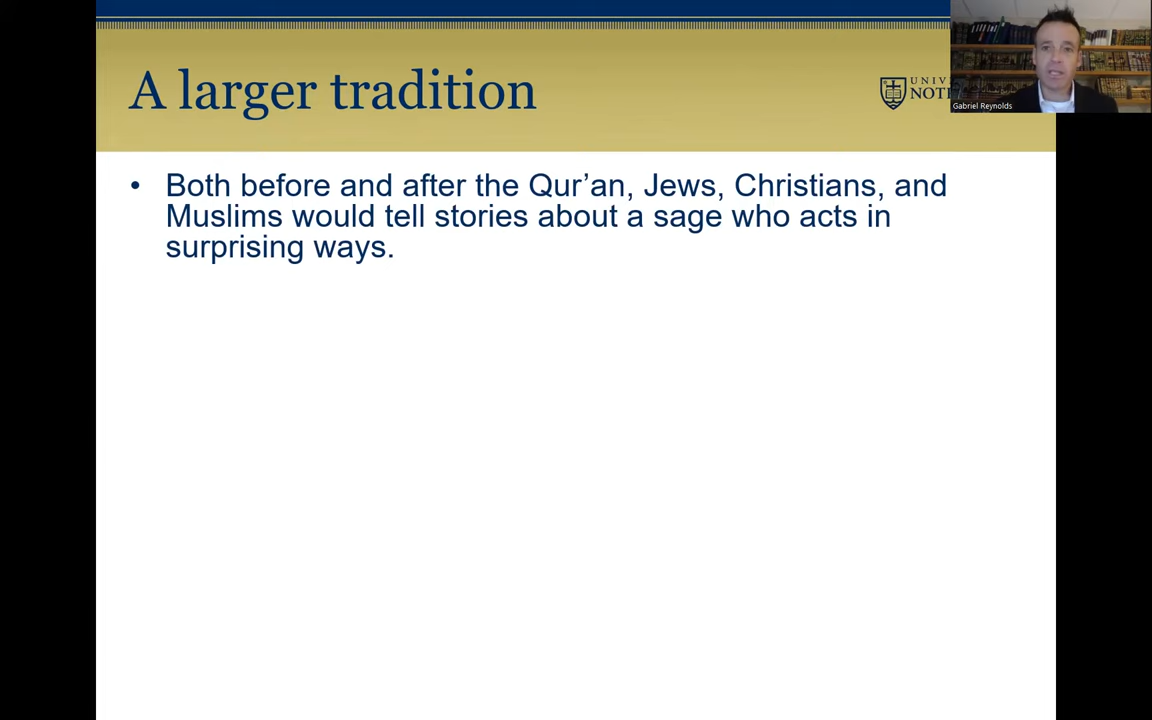 A larger tradition
UNIV
NOT
Gabriel Reynolds
• Both before and after the Qur’an, Jews, Christians, and
Muslims would tell stories about a sage who acts in
surprising ways.